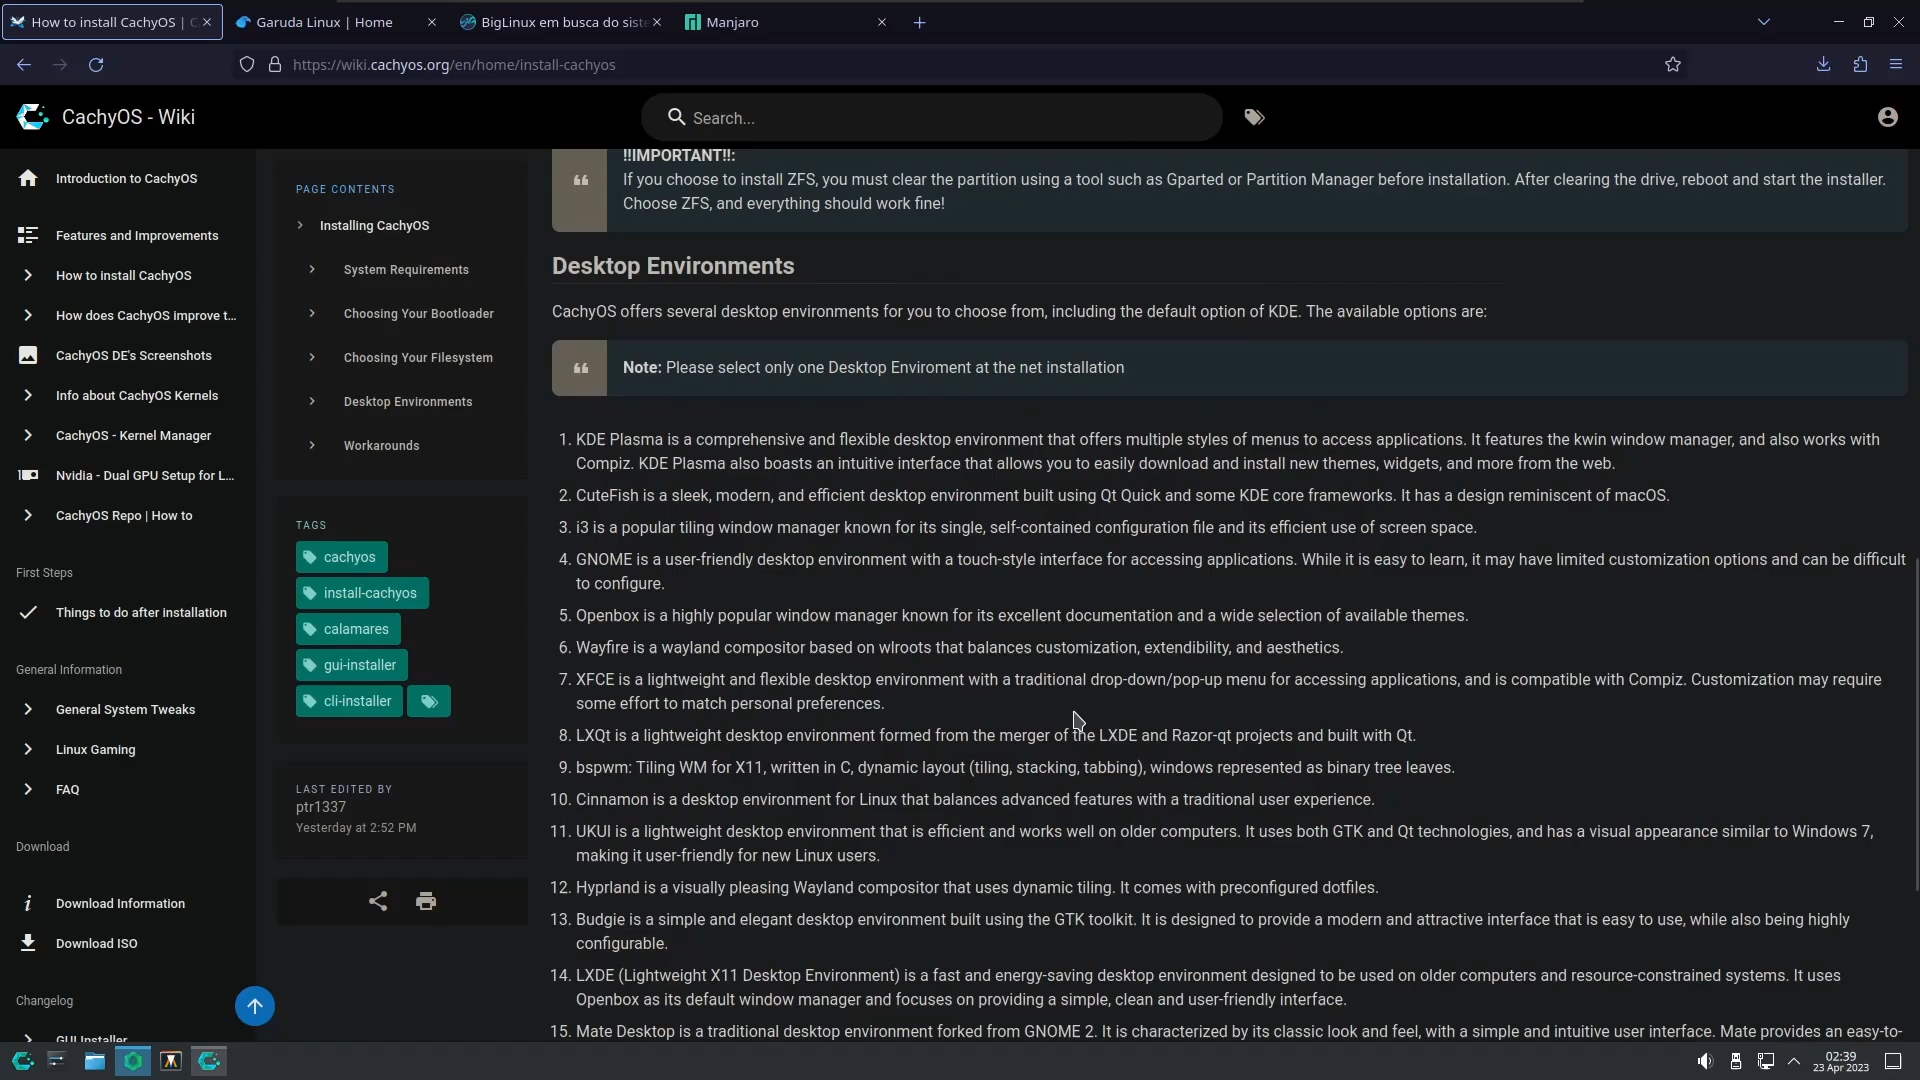 How to install CachyOS | C
Garuda Linux | Home
BigLinux em busca do siste
Manjaro
https://wiki.cachyos.org/en/home/install-cachyos
CachyOS - Wiki
Search...
Introduction to CachyOS
Features and Improvements
How to install CachyOS
How does CachyOS improve t...
CachyOS DE's Screenshots
Info about CachyOS Kernels
CachyOS - Kernel Manager
Nvidia - Dual GPU Setup for L...
CachyOS Repo | How to
First Steps
Things to do after installation
General Information
General System Tweaks
Linux Gaming
FAQ
Download
Download Information
Download ISO
Changelog
GUI Installer
PAGE CONTENTS
Installing CachyOS
System Requirements
Choosing Your Bootloader
Choosing Your Filesystem
Desktop Environments
Workarounds
TAGS
cachyos
install-cachyos
calamares
gui-installer
cli-installer
LAST EDITED BY
ptr1337
Yesterday at 2:52 PM
!!IMPORTANT!!:
If you choose to install ZFS, you must clear the partition using a tool such as Gparted or Partition Manager before installation. After clearing the drive, reboot and start the installer.
Choose ZFS, and everything should work fine!
Desktop Environments
CachyOS offers several desktop environments for you to choose from, including the default option of KDE. The available options are:
Note: Please select only one Desktop Enviroment at the net installation
1. KDE Plasma is a comprehensive and flexible desktop environment that offers multiple styles of menus to access applications. It features the kwin window manager, and also works with
Compiz. KDE Plasma also boasts an intuitive interface that allows you to easily download and install new themes, widgets, and more from the web.
2. CuteFish is a sleek, modern, and efficient desktop environment built using Qt Quick and some KDE core frameworks. It has a design reminiscent of macOS.
3. i3 is a popular tiling window manager known for its single, self-contained configuration file and its efficient use of screen space.
4. GNOME is a user-friendly desktop environment with a touch-style interface for accessing applications. While it is easy to learn, it may have limited customization options and can be difficult
to configure.
5. Openbox is a highly popular window manager known for its excellent documentation and a wide selection of available themes.
6. Wayfire is a wayland compositor based on wlroots that balances customization, extendibility, and aesthetics.
7. XFCE is a lightweight and flexible desktop environment with a traditional drop-down/pop-up menu for accessing applications, and is compatible with Compiz. Customization may require
some effort to match personal preferences.
8. LXQt is a lightweight desktop environment formed from the merger of the LXDE and Razor-qt projects and built with Qt.
9. bspwm: Tiling WM for X11, written in C, dynamic layout (tiling, stacking, tabbing), windows represented as binary tree leaves.
10. Cinnamon is a desktop environment for Linux that balances advanced features with a traditional user experience.
11. UKUI is a lightweight desktop environment that is efficient and works well on older computers. It uses both GTK and Qt technologies, and has a visual appearance similar to Windows 7,
making it user-friendly for new Linux users.
12. Hyprland is a visually pleasing Wayland compositor that uses dynamic tiling. It comes with preconfigured dotfiles.
13. Budgie is a simple and elegant desktop environment built using the GTK toolkit. It is designed to provide a modern and attractive interface that is easy to use, while also being highly
configurable.
14. LXDE (Lightweight X11 Desktop Environment) is a fast and energy-saving desktop environment designed to be used on older computers and resource-constrained systems. It uses
Openbox as its default window manager and focuses on providing a simple, clean and user-friendly interface.
15. Mate Desktop is a traditional desktop environment forked from GNOME 2. It is characterized by its classic look and feel, with a simple and intuitive user interface. Mate provides an easy-to-
02:39
23 Apr 2023